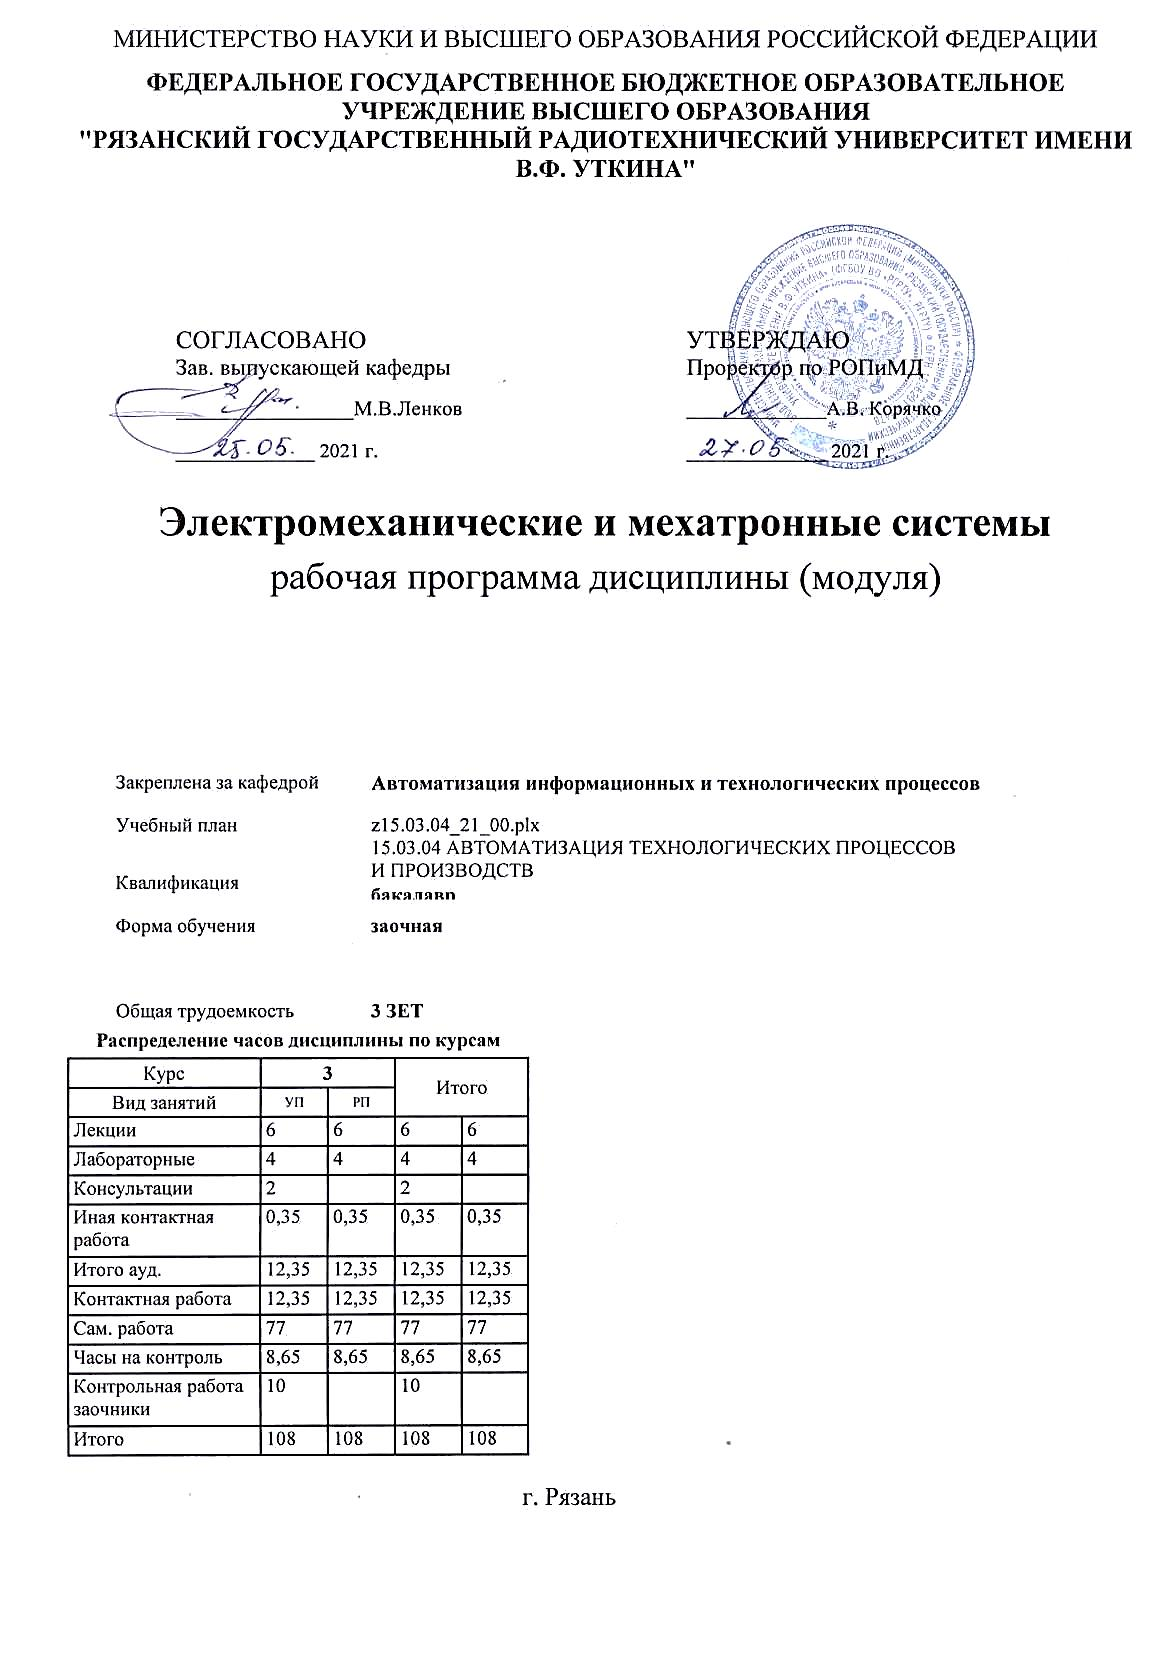 МИНИСТЕРСТВО НАУКИ И ВЫСШЕГО ОБРАЗОВАНИЯ РОССИЙСКОЙ ФЕДЕРАЦИИ
ФЕДЕРАЛЬНОЕ ГОСУДАРСТВЕННОЕ БЮДЖЕТНОЕ ОБРАЗОВАТЕЛЬНОЕ
УЧРЕЖДЕНИЕ ВЫСШЕГО ОБРАЗОВАНИЯ
"РЯЗАНСКИЙ ГОСУДАРСТВЕННЫЙ РАДИОТЕХНИЧЕСКИЙ УНИВЕРСИТЕТ ИМЕНИ
В.Ф. УТКИНА"
СОГЛАСОВАНО
Зав. выпускающей кафедры
М.В.Ленков
25.05. 2021 г.
УТВЕРЖДАЮ
Проректор по РОПиМД
А.В. Корячко
27.05 2021 г.
Электромеханические и мехатронные системы
рабочая программа дисциплины (модуля)
Закреплена за кафедрой Автоматизация информационных и технологических процессов
Учебный план z15.03.04_21_00.plx
15.03.04 АВТОМАТИЗАЦИЯ ТЕХНОЛОГИЧЕСКИХ ПРОЦЕССОВ
И ПРОИЗВОДСТВ
Квалификация бакалавр
Форма обучения заочная
Общая трудоемкость 3 ЗЕТ
Распределение часов дисциплины по курсам
Курс 3 Итого
Вид занятий УП РП
Лекции 6 6 6 6
Лабораторные 4 4 4 4
Консультации 2 2
Иная контактная
работа 0,35 0,35 0,35 0,35
Итого ауд. 12,35 12,35 12,35 12,35
Контактная работа 12,35 12,35 12,35 12,35
Сам. работа 77 77 77 77
Часы на контроль 8,65 8,65 8,65 8,65
Контрольная работа
заочники 10 10
Итого 108 108 108 108
г. Рязань